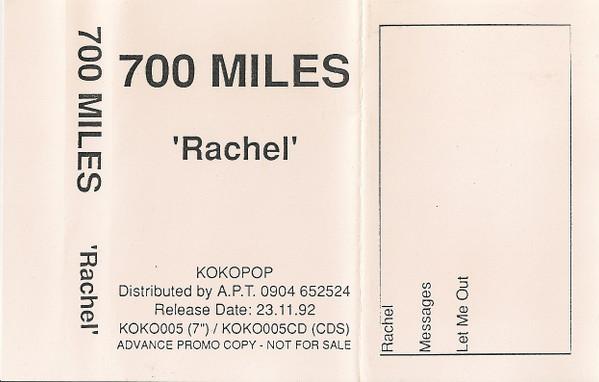 700 MILES 'Rachel'
700 MILES
'Rachel'
KOKOPOP
Distributed by A.P.T. 0904 652524
Release Date: 23.11.92
KOKO005 (7") / KOKO005CD (CDS)
ADVANCE PROMO COPY - NOT FOR SALE
Rachel
Messages
Let Me Out